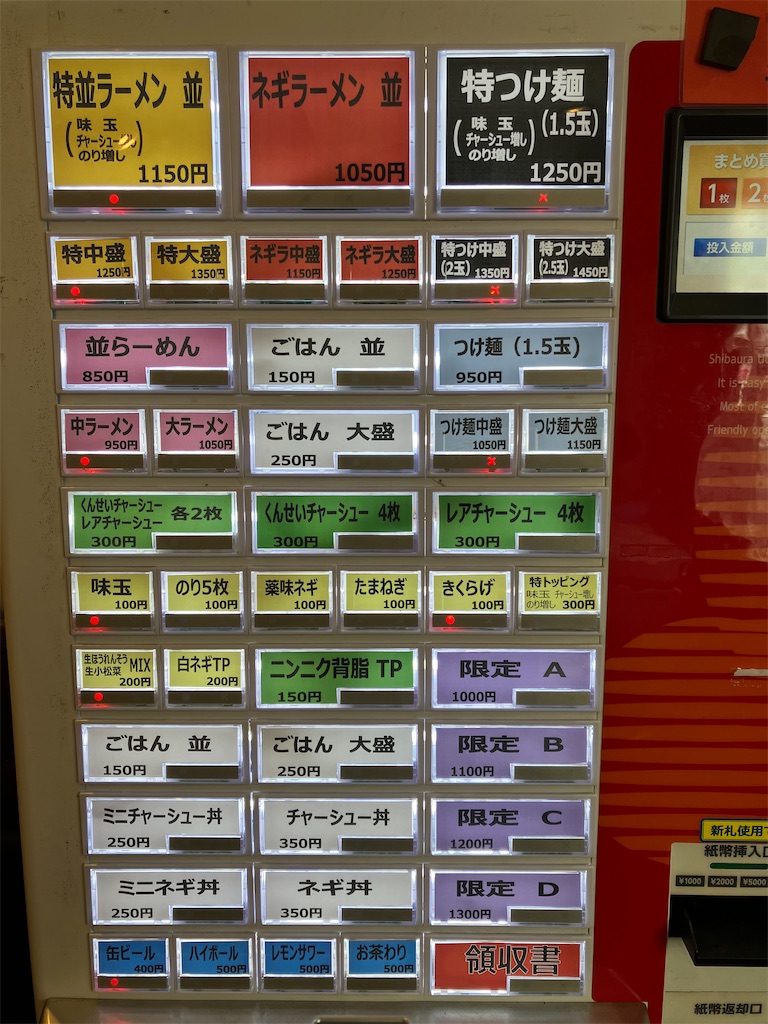 特並ラーメン 並
(味玉
チャーシュー増し
のり増し)
1150円
ネギラーメン 並
1050円
特つけ麺
(味玉
チャーシュー増し
のり増し)
(1.5玉)
1250円
特中盛
1250円
特大盛
1350円
ネギラ中盛
1150円
ネギラ大盛
1250円
特つけ中盛
(2玉) 1350円
特つけ大盛
(2.5玉) 1450円
並らーめん
850円
ごはん 並
150円
つけ麺 (1.5玉)
950円
中ラーメン
950円
大ラーメン
1050円
ごはん 大盛
250円
つけ麺中盛
1050円
つけ麺大盛
1150円
くんせいチャーシュー
レアチャーシュー
各2枚
300円
くんせいチャーシュー 4枚
300円
レアチャーシュー 4枚
300円
味玉
100円
のり5枚
100円
薬味ネギ
100円
たまねぎ
100円
きくらげ
100円
特トッピング
味玉 チャーシュー増し
のり増し 300円
生ほうれんそう
生小松菜
MIX
200円
白ネギTP
200円
ニンニク背脂 TP
150円
限定 A
1000円
ごはん 並
150円
ごはん 大盛
250円
限定 B
1100円
ミニチャーシュー丼
250円
チャーシュー丼
350円
限定 C
1200円
ミニネギ丼
250円
ネギ丼
350円
限定 D
1300円
缶ビール
400円
ハイボール
500円
レモンサワー
500円
お茶わり
500円
領収書
まとめ買
1枚 2
投入金額
Shibaura
It is easy
Most of
Friendly
新札使用
紙幣挿入口
¥1000 ¥2000 ¥5000
紙幣返却口